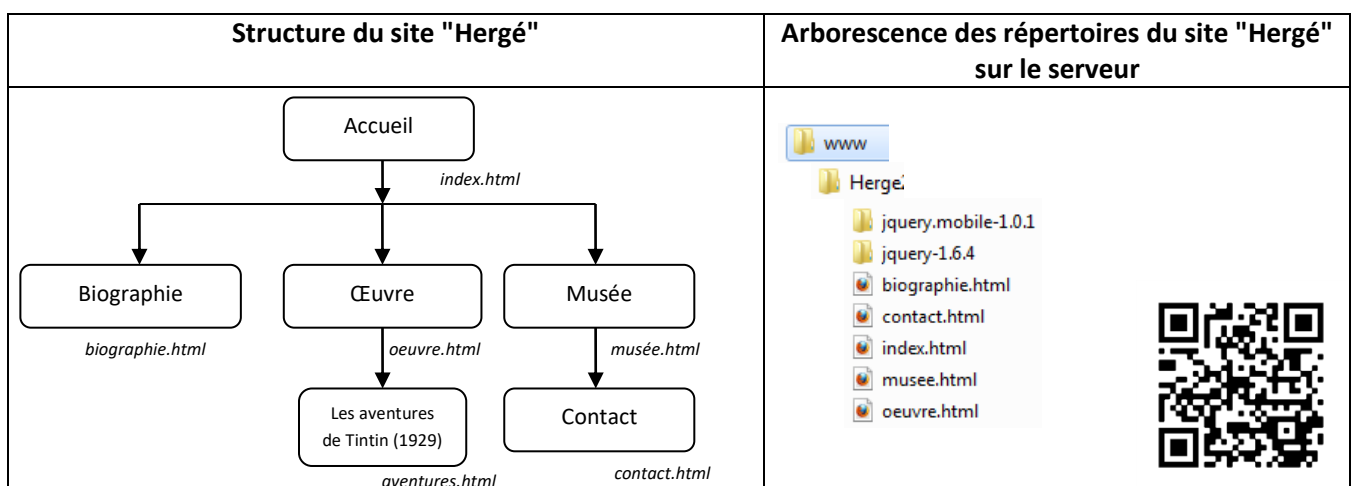 Structure du site "Hergé"
Arborescence des répertoires du site "Hergé"
sur le serveur
Accueil
index.html
Biographie
Œuvre
Musée
biographie.html
oeuvre.html
musée.html
Les aventures
de Tintin (1929)
Contact
aventures.html
contact.html
www
jquery.mobile-1.0.1
jquery-1.6.4
biographie.html
contact.html
index.html
musee.html
oeuvre.html